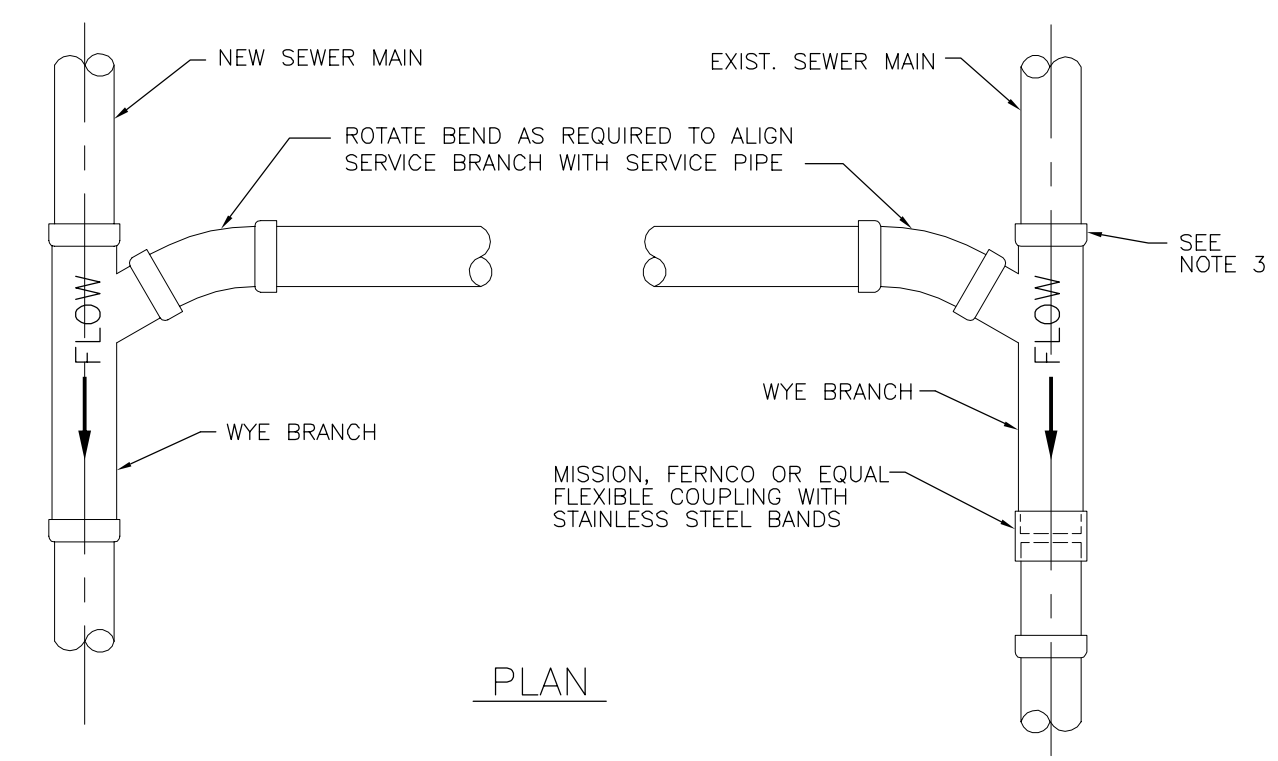 NEW SEWER MAIN
EXIST. SEWER MAIN
ROTATE BEND AS REQUIRED TO ALIGN
SERVICE BRANCH WITH SERVICE PIPE
SEE
NOTE 3
FLOW
FLOW
WYE BRANCH
WYE BRANCH
MISSION, FERNCO OR EQUAL
FLEXIBLE COUPLING WITH
STAINLESS STEEL BANDS
PLAN